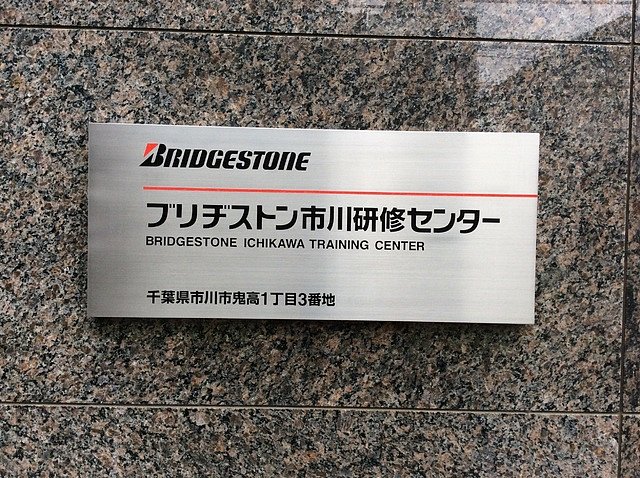 BRIDGESTONE
ブリヂストン市川研修センター
BRIDGESTONE ICHIKAWA TRAINING CENTER
千葉県市川市鬼高1丁目3番地